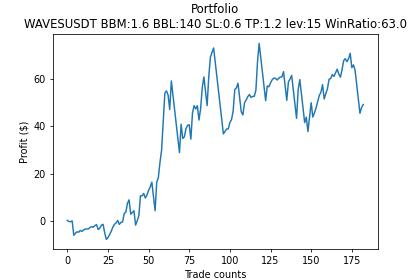 Portfolio
WAVESUSDT BBM:1.6 BBL:140 SL:0.6 TP:1.2 lev:15 WinRatio:63.0
60
40
20
0
Profit ($)
0 25 50 75 100 125 150 175
Trade counts